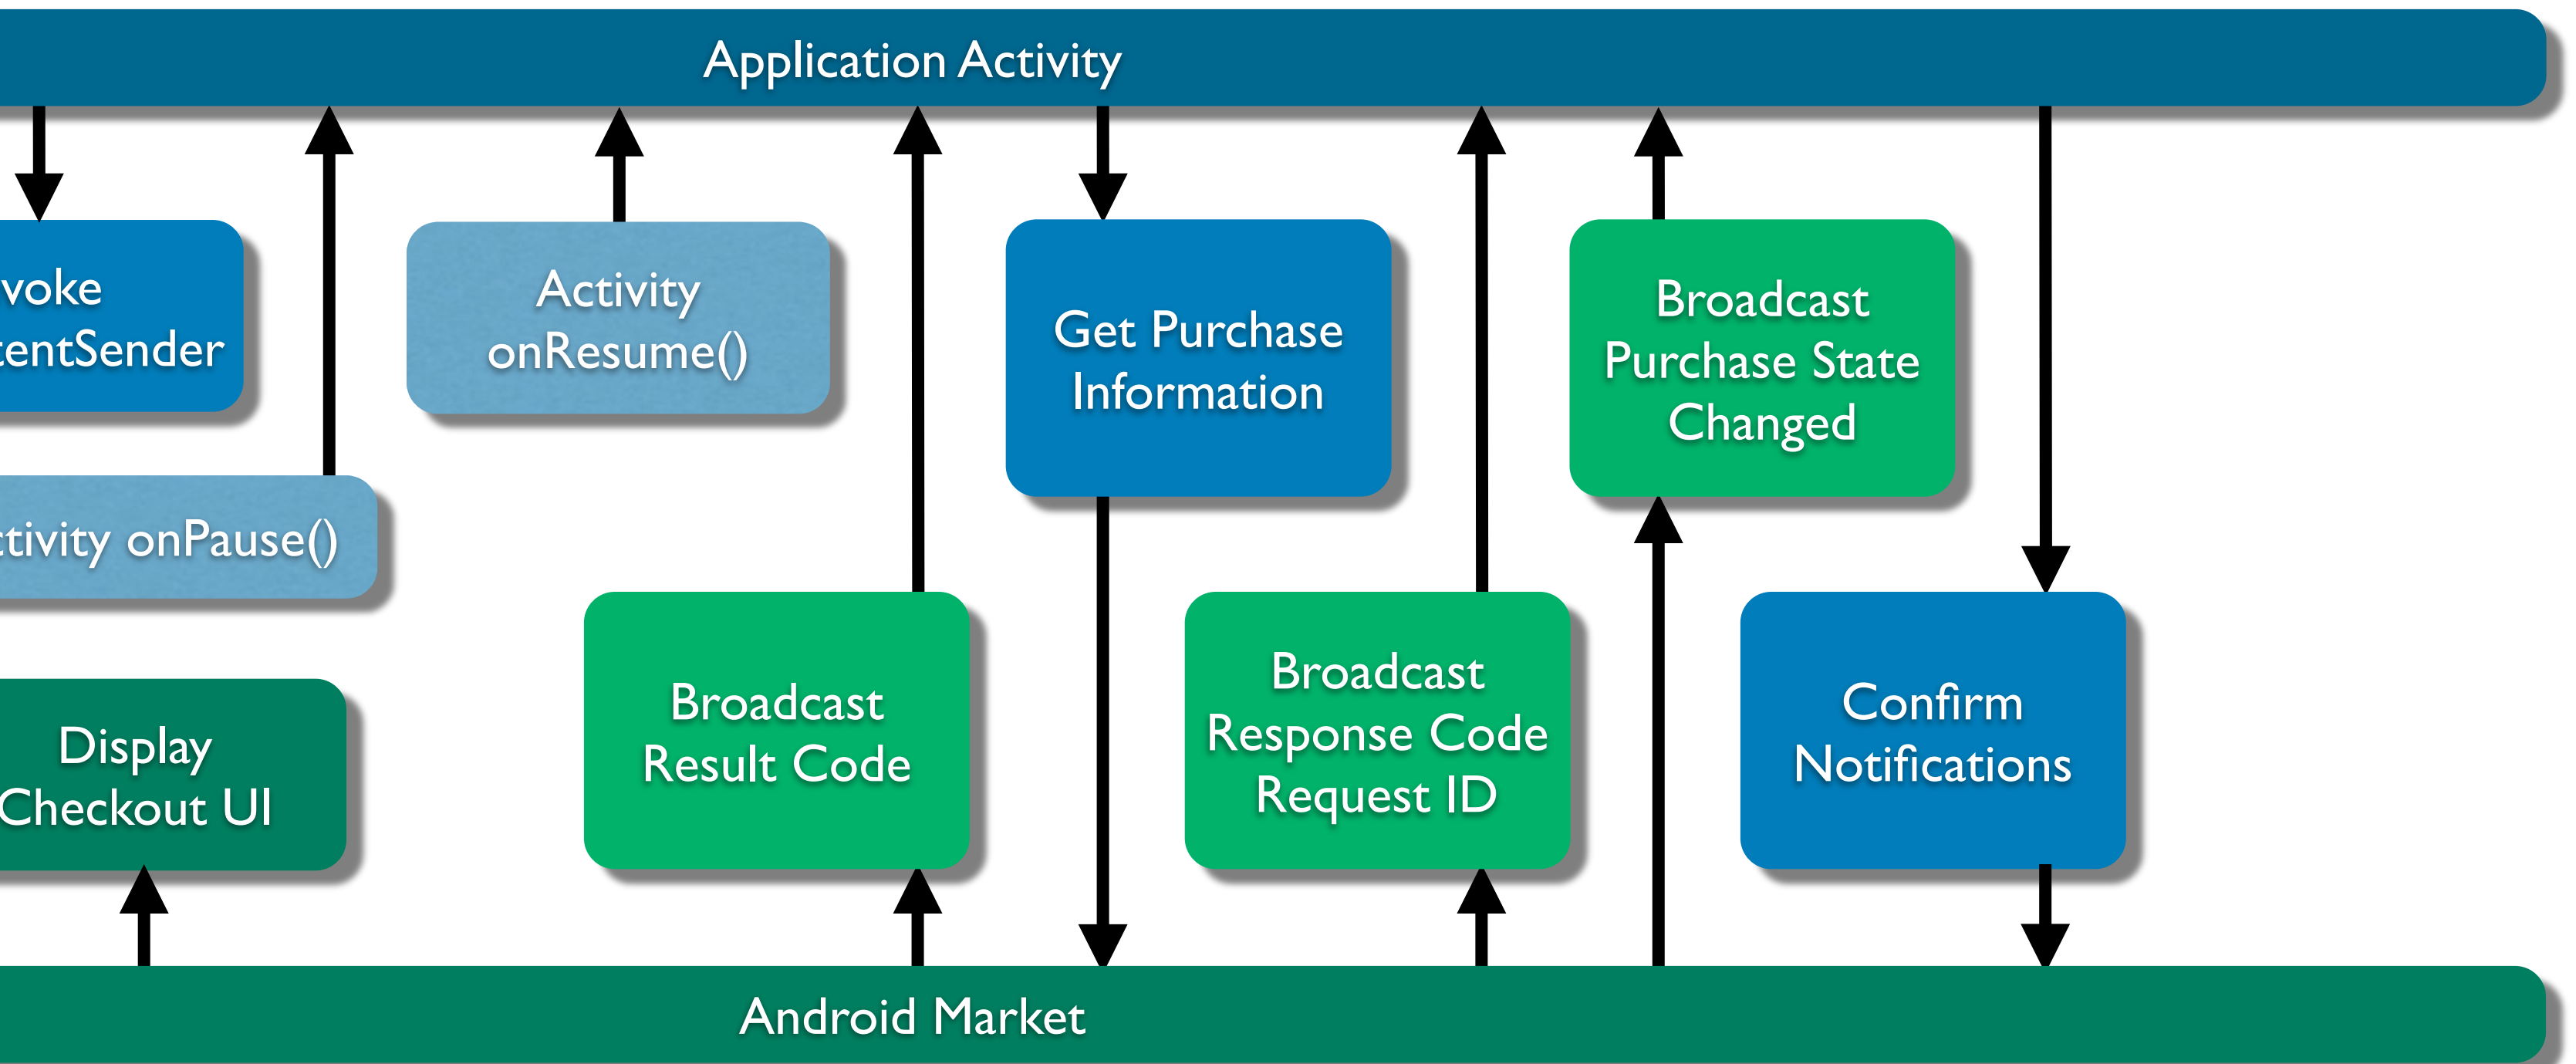 Application Activity
voke
tentSender
Activity
onResume()
Get Purchase
Information
Broadcast
Purchase State
Changed
ctivity onPause()
Display
Checkout UI
Broadcast
Result Code
Broadcast
Response Code
Request ID
Confirm
Notifications
Android Market